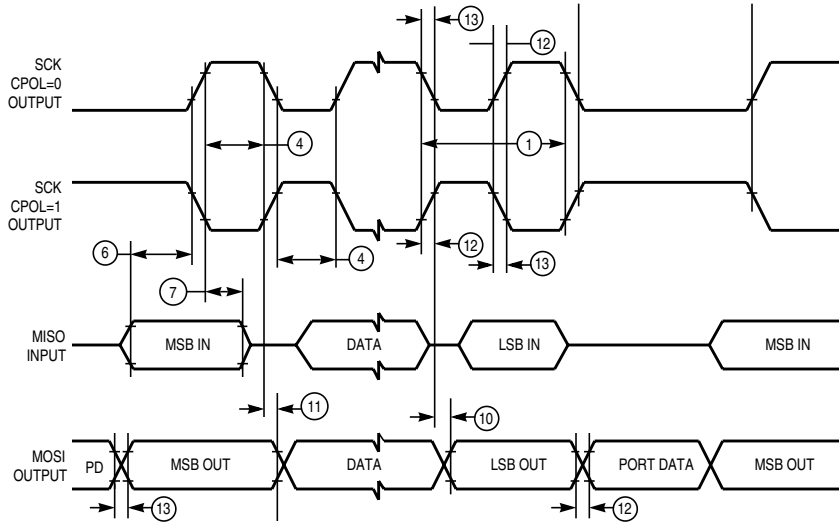 13
12
SCK
CPOL=0
OUTPUT
4
1
SCK
CPOL=1
OUTPUT
6
12
4
13
7
MISO
INPUT
MSB IN
DATA
LSB IN
MSB IN
11
10
MOSI
OUTPUT
PD
MSB OUT
DATA
LSB OUT
PORT DATA
MSB OUT
13
12